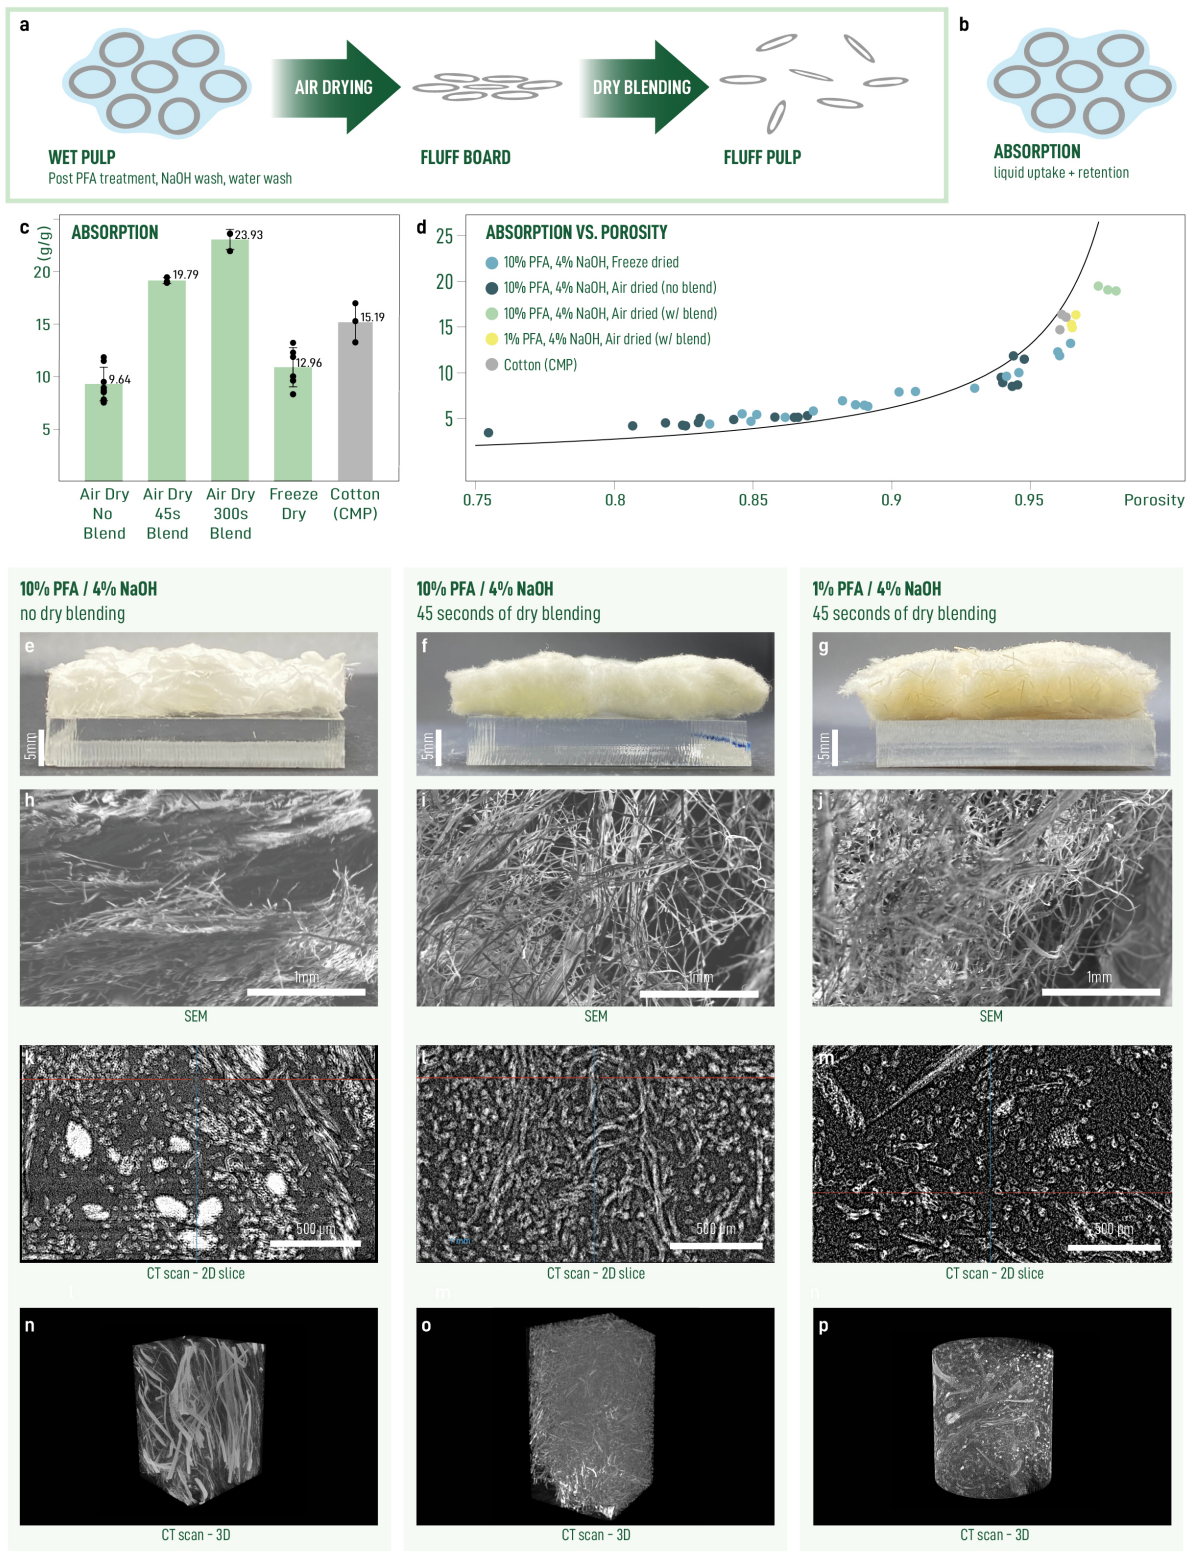 a
AIR DRYING
DRY BLENDING
WET PULP
Post PFA treatment, NaOH wash, water wash
FLUFF BOARD
FLUFF PULP
b
ABSORPTION
liquid uptake + retention
c
(g/g)
ABSORPTION
20
15
10
5
9.64
19.79
23.93
12.96
15.19
Air Dry
No
Blend
Air Dry
45s
Blend
Air Dry
300s
Blend
Freeze
Dry
Cotton
(CMP)
d
ABSORPTION VS. POROSITY
10% PFA, 4% NaOH, Freeze dried
10% PFA, 4% NaOH, Air dried (no blend)
10% PFA, 4% NaOH, Air dried (w/ blend)
1% PFA, 4% NaOH, Air dried (w/ blend)
Cotton (CMP)
25
20
15
10
5
0.75
0.8
0.85
0.9
0.95
Porosity
10% PFA / 4% NaOH
no dry blending
10% PFA / 4% NaOH
45 seconds of dry blending
1% PFA / 4% NaOH
45 seconds of dry blending
e
5mm
f
5mm
g
5mm
h
1mm
SEM
i
1mm
SEM
j
1mm
SEM
k
500 µm
CT scan - 2D slice
l
500 µm
CT scan - 2D slice
m
500 µm
CT scan - 2D slice
m
n
n
CT scan - 3D
o
CT scan - 3D
p
CT scan - 3D